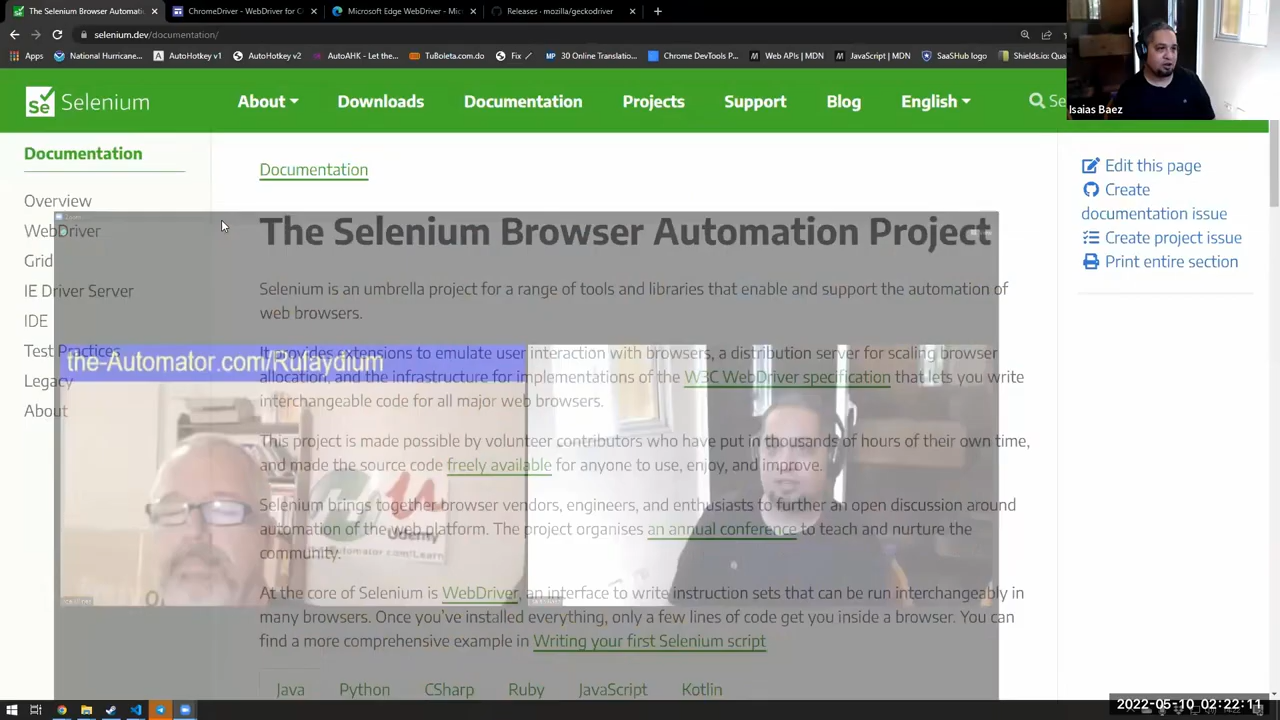 The Selenium Browser Automati
ChromeDriver - WebDriver for C
Microsoft Edge WebDriver - Mic
Releases · mozilla/geckodriver
selenium.dev/documentation/
Apps
National Hurricane...
AutoHotkey v1
AutoHotkey v2
AutoAHK - Let the...
TuBoleta.com.do
Fix /
30 Online Translatio...
Chrome DevTools P...
Web APIs | MDN
JavaScript | MDN
SaaSHub logo
Shields.io: Qua
Isaias Baez
Selenium
About
Downloads
Documentation
Projects
Support
Blog
English
Se
Documentation
Overview
WebDriver
Grid
IE Driver Server
IDE
Test Practices
Legacy
About
Documentation
The Selenium Browser Automation Project
Selenium is an umbrella project for a range of tools and libraries that enable and support the automation of
web browsers.
It provides extensions to emulate user interaction with browsers, a distribution server for scaling browser
allocation, and the infrastructure for implementations of the W3C WebDriver specification that lets you write
interchangeable code for all major web browsers.
This project is made possible by volunteer contributors who have put in thousands of hours of their own time,
and made the source code freely available for anyone to use, enjoy, and improve.
Selenium brings together browser vendors, engineers, and enthusiasts to further an open discussion around
automation of the web platform. The project organises an annual conference to teach and nurture the
community.
At the core of Selenium is WebDriver, an interface to write instruction sets that can be run interchangeably in
many browsers. Once you've installed everything, only a few lines of code get you inside a browser. You can
find a more comprehensive example in Writing your first Selenium script
Java
Python
CSharp
Ruby
JavaScript
Kotlin
Edit this page
Create
documentation issue
Create project issue
Print entire section
the-Automator.com/Rufaydium
Udemy
2022-05-10 02:22:11